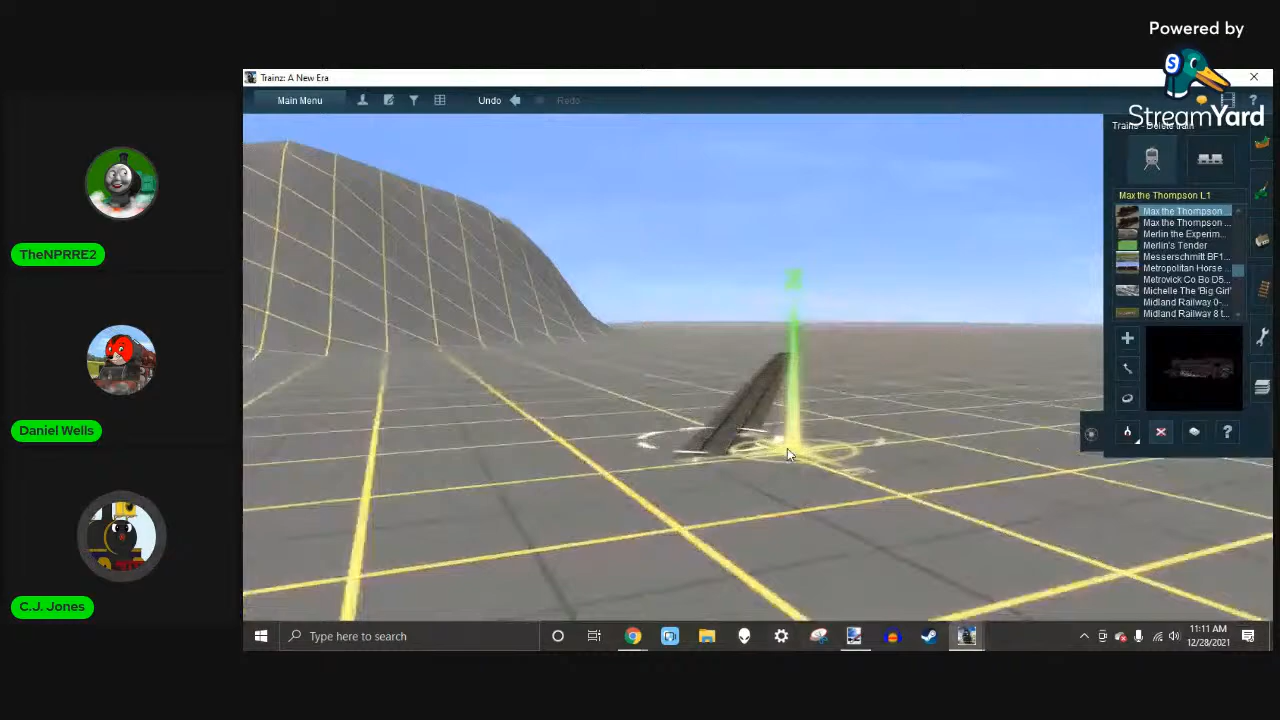 Powered by
StreamYard
Trainz: A New Era
Main Menu
Undo
Redo
?
Trains - Delete train
Max the Thompson L1
Max the Thompson
Max the Thompson ...
Merlin the Experim...
Merlin's Tender
Messerschmitt BF1...
Metropolitan Horse ...
Metrovick Co Bo D5...
Michelle The 'Big Girl'
Midland Railway 0-...
Midland Railway 8 t...
?
TheNPRRE2
Daniel Wells
C.J. Jones
Type here to search
11:11 AM
12/28/2021